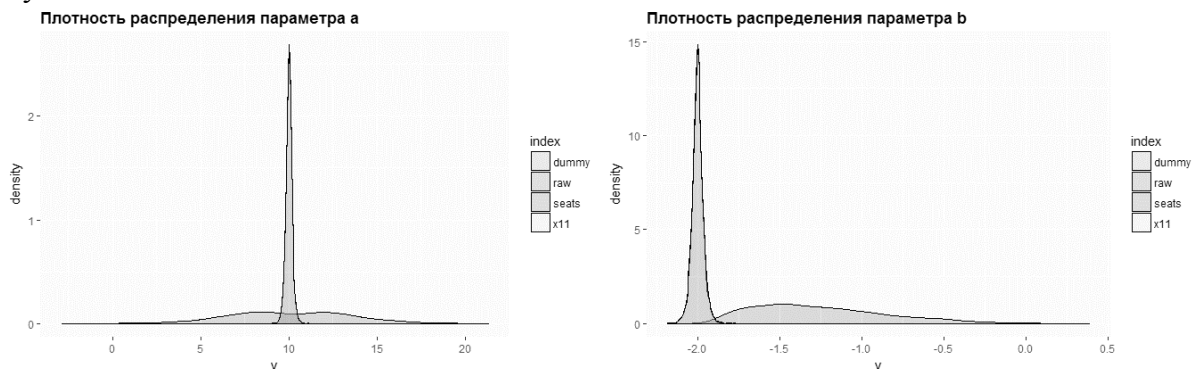 Плотность распределения параметра a
density
2
1
0
0
5
10
15
20
v
index
dummy
raw
seats
x11
Плотность распределения параметра b
density
15
10
5
0
-2.0
-1.5
-1.0
-0.5
0.0
0.5
v
index
dummy
raw
seats
x11